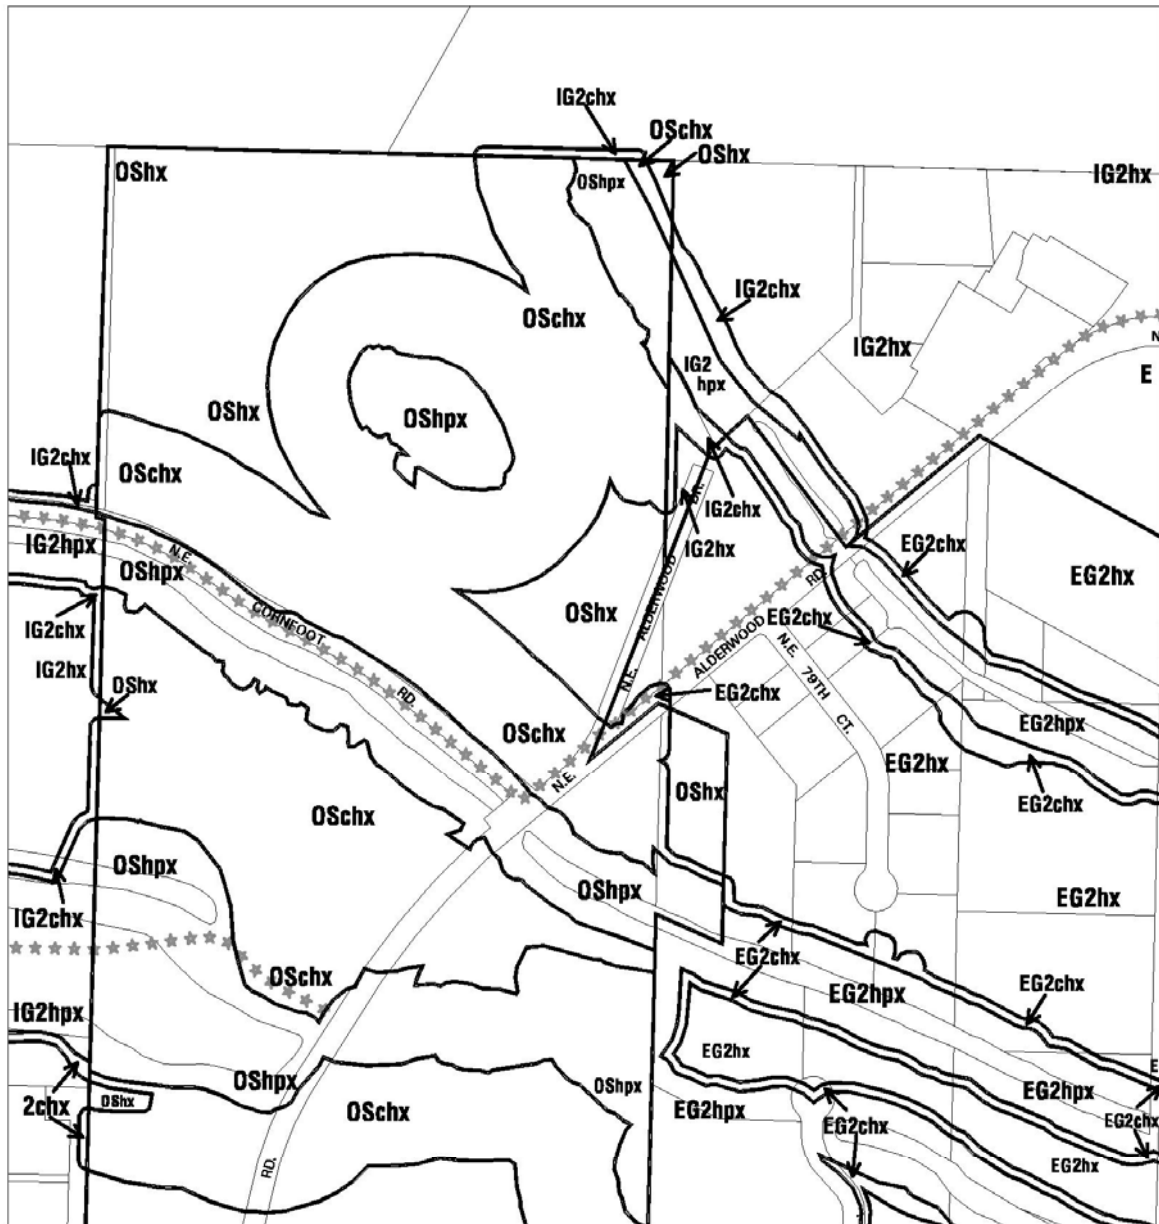 IG2chx
OSchx
OShx
OShx
OShpx
IG2hx
IG2chx
OSchx
IG2hx
IG2
hpx
N
E
OShx
OShpx
IG2chx
OSchx
IG2chx
DR.
IG2hx
N.E.
IG2hpx
OShpx
EG2chx
EG2hx
RD.
CORNFOOT
OShx
ALDERWOOD
EG2chx
IG2chx
ALDERWOOD
N.E. 79TH CT.
IG2hx
OShx
N.E.
RD.
EG2chx
EG2hpx
OSchx
N.E.
EG2hx
OShx
EG2chx
OSchx
OShpx
OShpx
EG2hx
IG2chx
EG2chx
OSchx
EG2hpx
EG2chx
IG2hpx
EG2hx
E
OShpx
OShpx
EG2hpx
2chx
OShx
OSchx
EG2hpx
EG2chx
EG2chx
RD.
EG2hx